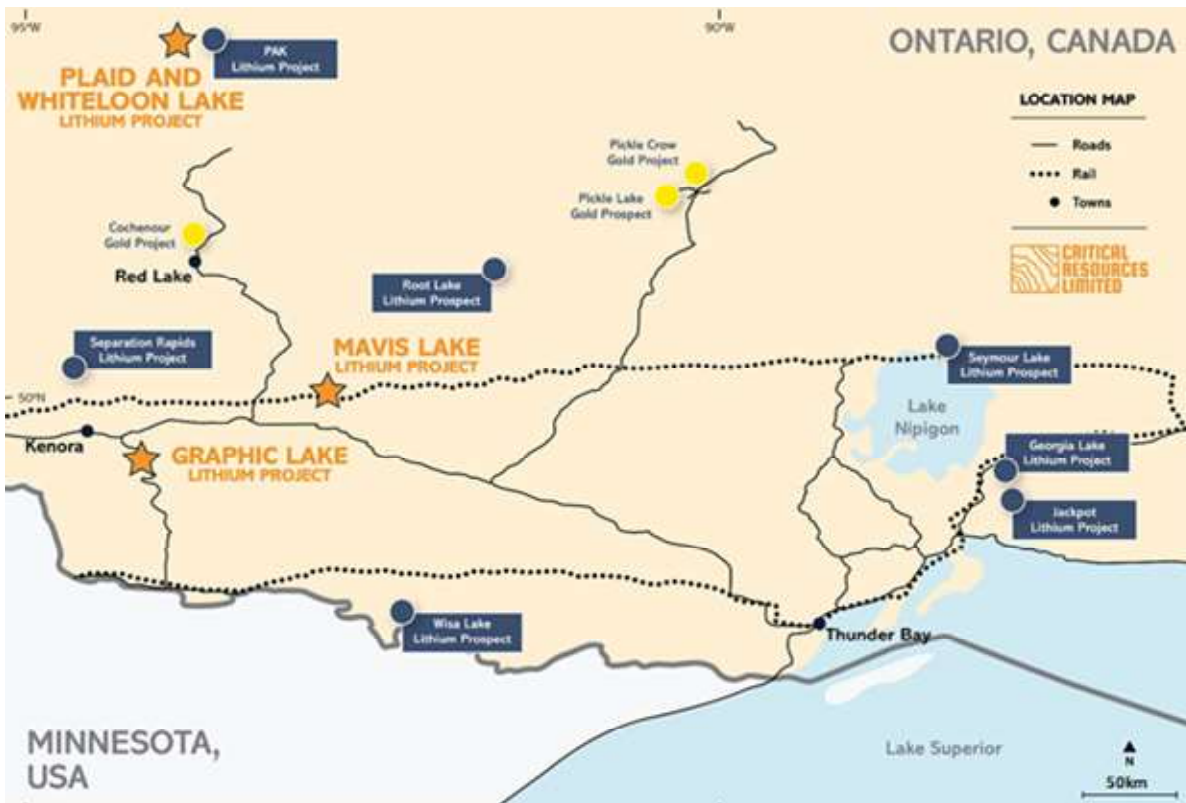 95°W
90°W
ONTARIO, CANADA
PAK
Lithium Project
PLAID AND
WHITELOON LAKE
LITHIUM PROJECT
LOCATION MAP
Roads
Rail
Towns
CRITICAL
RESOURCES
LIMITED
Pickle Crow
Gold Project
Pickle Lake
Gold Prospect
Cochenour
Gold Project
Red Lake
Root Lake
Lithium Prospect
Separation Rapids
Lithium Project
MAVIS LAKE
LITHIUM PROJECT
Seymour Lake
Lithium Prospect
50°N
Lake
Nipigon
Kenora
GRAPHIC LAKE
LITHIUM PROJECT
Georgia Lake
Lithium Project
Jackpot
Lithium Project
Wisa Lake
Lithium Prospect
Thunder Bay
MINNESOTA,
USA
Lake Superior
N
50km